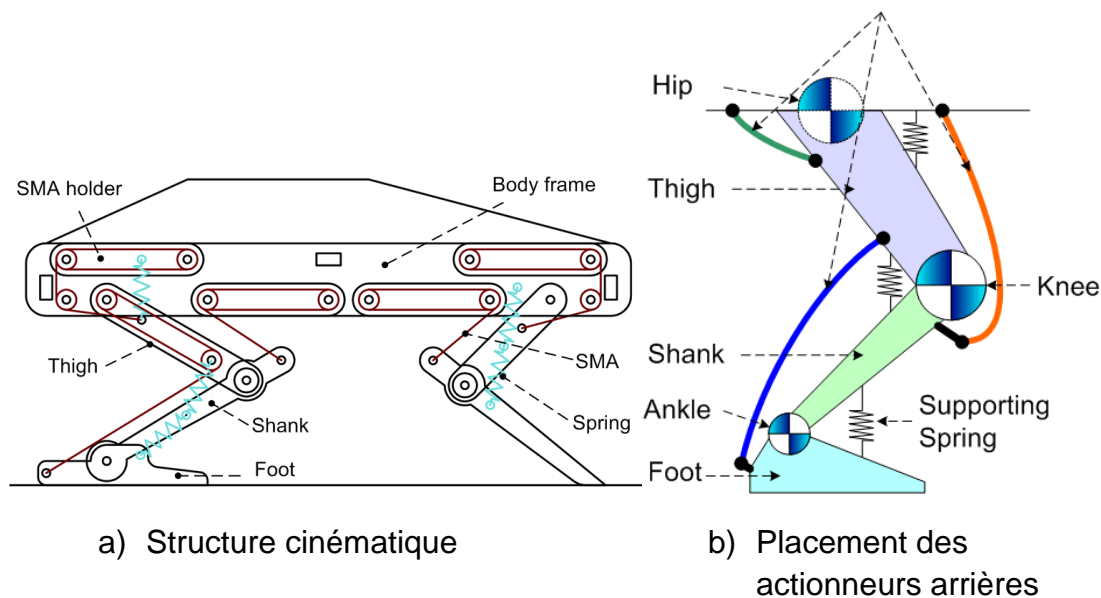 SMA holder
Body frame
Thigh
SMA
Shank
Spring
Foot
a) Structure cinématique
Hip
Thigh
Knee
Shank
Ankle
Supporting
Spring
Foot
b) Placement des
actionneurs arrières